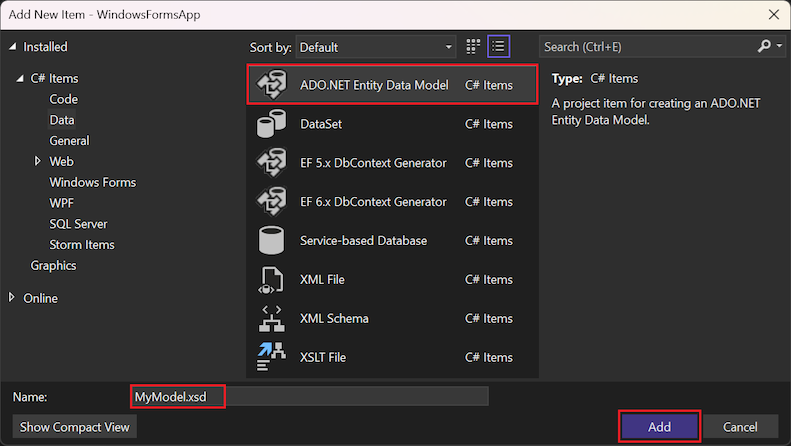 Add New Item - WindowsFormsApp
Installed
C# Items
Code
Data
General
Web
Windows Forms
WPF
SQL Server
Storm Items
Graphics
Online
Sort by: Default
ADO.NET Entity Data Model C# Items
DataSet C# Items
EF 5.x DbContext Generator C# Items
EF 6.x DbContext Generator C# Items
Service-based Database C# Items
XML File C# Items
XML Schema C# Items
XSLT File C# Items
Search (Ctrl+E)
Type: C# Items
A project item for creating an ADO.NET
Entity Data Model.
Name: MyModel.xsd
Show Compact View
Add
Cancel